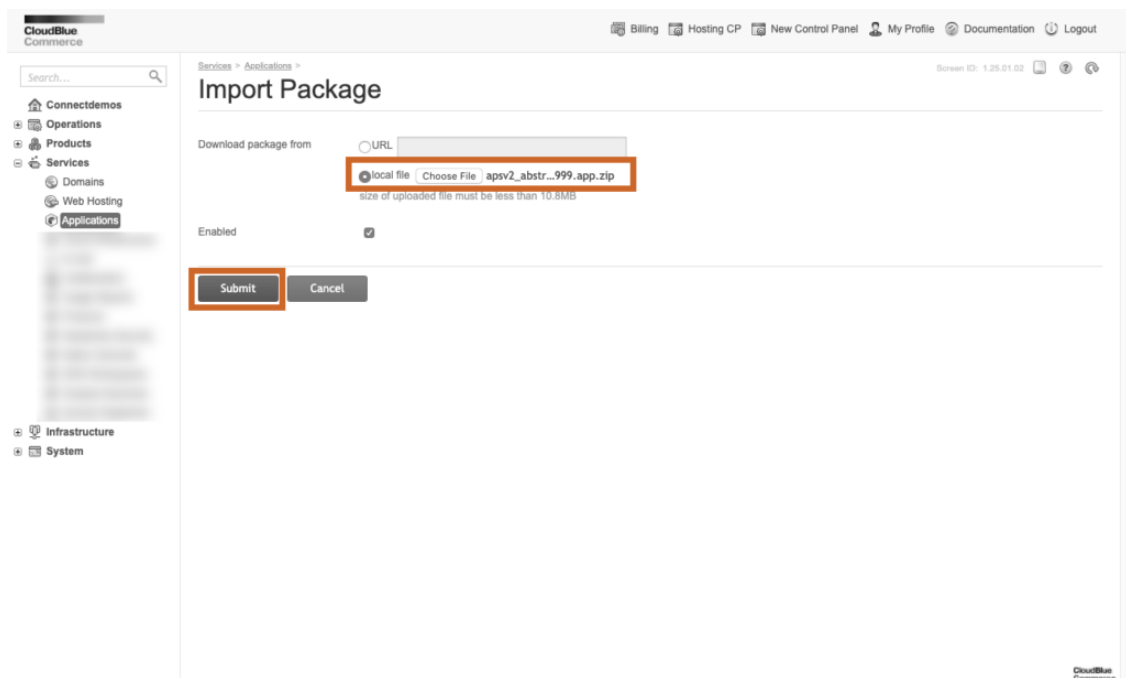 CloudBlue
Commerce
Billing Hosting CP New Control Panel My Profile Documentation Logout
Search...
Services > Applications >
Screen ID: 1.25.01.02
Import Package
Connectdemos
Operations
Products
Services
Domains
Web Hosting
Applications
Infrastructure
System
Download package from
URL
local file Choose File apsv2_abstr...999.app.zip
size of uploaded file must be less than 10.8MB
Enabled
Submit Cancel
CloudBlue
Commerce